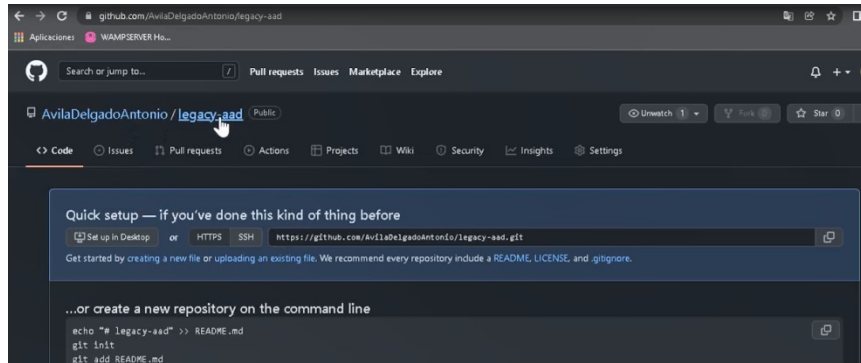 github.com/AvilaDelgadoAntonio/legacy-aad
Aplicaciones WAMPSERVER Ho...
Search or jump to... / Pull requests Issues Marketplace Explore
AvilaDelgadoAntonio / legacy-aad Public
Unwatch 1 Fork 0 Star 0
<> Code Issues Pull requests Actions Projects Wiki Security Insights Settings
Quick setup — if you've done this kind of thing before
Set up in Desktop or HTTPS SSH https://github.com/AvilaDelgadoAntonio/legacy-aad.git
Get started by creating a new file or uploading an existing file. We recommend every repository include a README, LICENSE, and .gitignore.
...or create a new repository on the command line
echo "# legacy-aad" >> README.md
git init
git add README.md